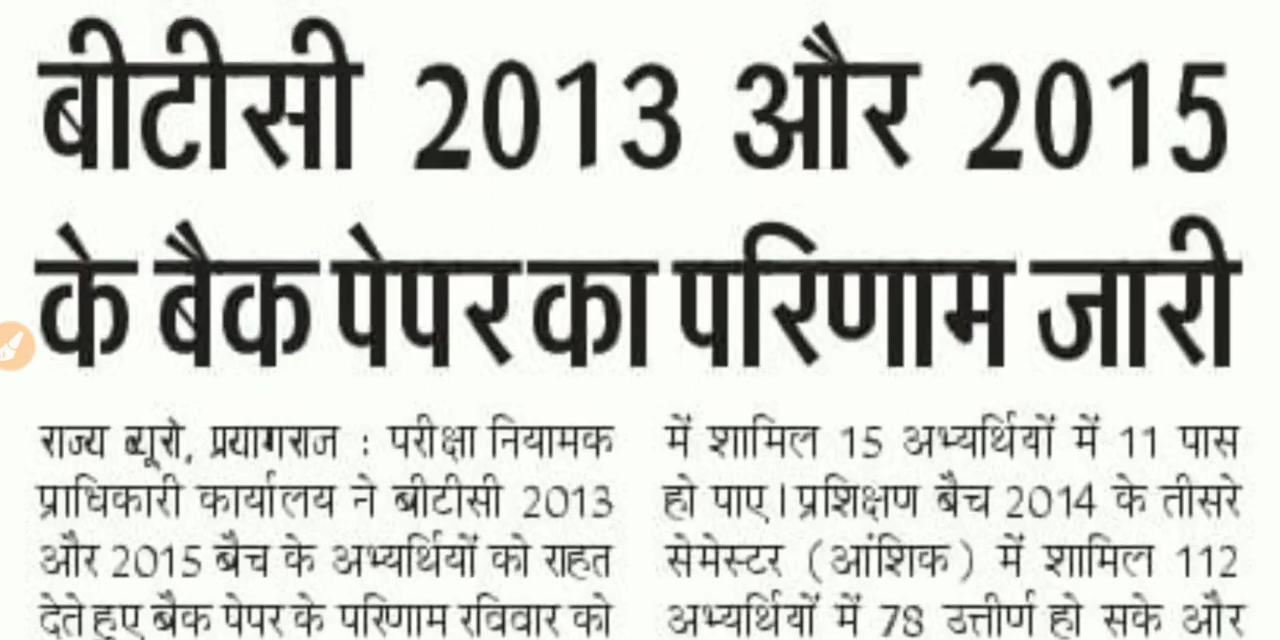 बीटीसी 2013 और 2015
के बैक पेपर का परिणाम जारी
राज्य ब्यूरो, प्रयागराज : परीक्षा नियामक
प्राधिकारी कार्यालय ने बीटीसी 2013
और 2015 बैच के अभ्यर्थियों को राहत
देते हुए बैक पेपर के परिणाम रविवार को
में शामिल 15 अभ्यर्थियों में 11 पास
हो पाए। प्रशिक्षण बैच 2014 के तीसरे
सेमेस्टर (आंशिक) में शामिल 112
अभ्यर्थियों में 78 उत्तीर्ण हो सके और